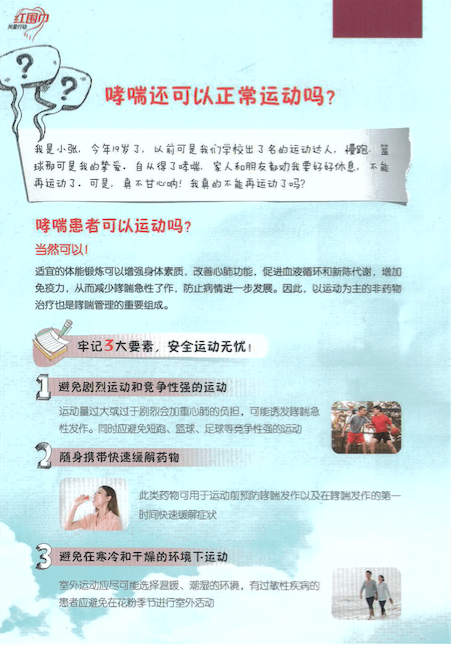 红围巾
关爱行动
哮喘还可以正常运动吗?
我是小张,今年19岁了,以前可是我们学校出了名的运动达人,慢跑、篮
球那可是我的挚爱。自从得了哮喘,家人和朋友都劝我要好好休息,不能
再运动了。可是,真不甘心呐!我真的不能再运动了吗?
哮喘患者可以运动吗?
当然可以!
适宜的体能锻炼可以增强身体素质,改善心肺功能,促进血液循环和新陈代谢,增加
免疫力,从而减少哮喘急性了作,防止病情进一步发展。因此,以运动为主的非药物
治疗也是哮喘管理的重要组成。
牢记3大要素,安全运动无忧!
1 避免剧烈运动和竞争性强的运动
运动量过大或过于剧烈会加重心肺的负担,可能诱发哮喘急
性发作。同时应避免短跑、篮球、足球等竞争性强的运动
2 随身携带快速缓解药物
此类药物可用于运动前预防哮喘发作以及在哮喘发作的第一
时间快速缓解症状
3 避免在寒冷和干燥的环境下运动
室外运动应尽可能选择温暖、潮湿的环境,有过敏性疾病的
患者应避免在花粉季节进行室外活动